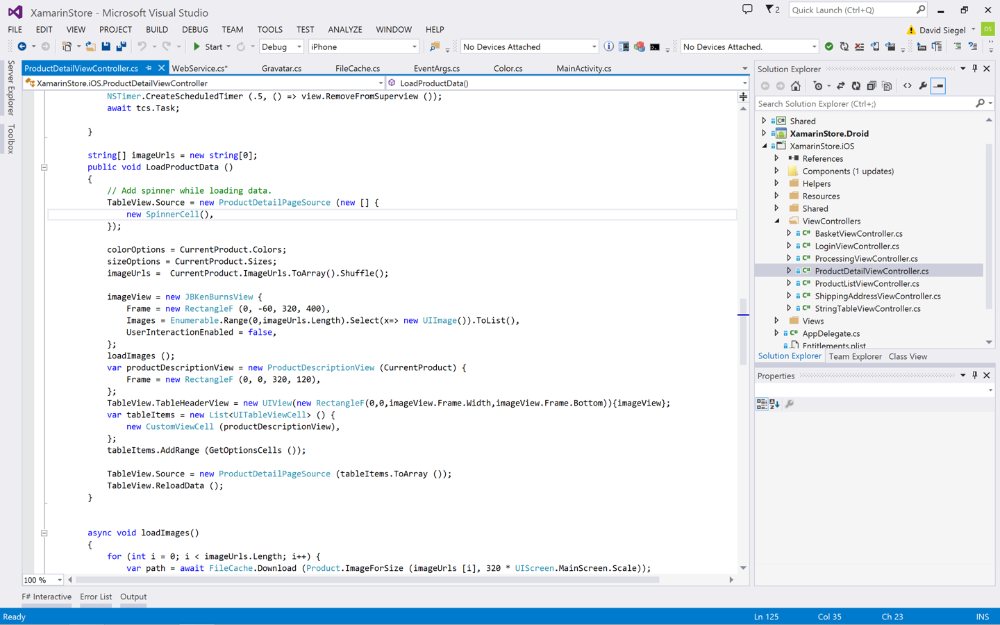 XamarinStore - Microsoft Visual Studio
2
Quick Launch (Ctrl+Q)
FILE EDIT VIEW PROJECT BUILD DEBUG TEAM TOOLS TEST ANALYZE WINDOW HELP
David Siegel
DS
Start
Debug
iPhone
No Devices Attached
No Devices Attached.
Server Explorer
Toolbox
ProductDetailViewController.cs WebService.cs* Gravatar.cs FileCache.cs EventArgs.cs Color.cs MainActivity.cs
XamarinStore.iOS.ProductDetailViewController
LoadProductData()
NSTimer.CreateScheduledTimer (.5, () => view.RemoveFromSuperview ());
await tcs.Task;
}
string[] imageUrls = new string[0];
public void LoadProductData ()
{
// Add spinner while loading data.
TableView.Source = new ProductDetailPageSource (new [] {
new SpinnerCell(),
});
colorOptions = CurrentProduct.Colors;
sizeOptions = CurrentProduct.Sizes;
imageUrls =  CurrentProduct.ImageUrls.ToArray().Shuffle();
imageView = new JBKenBurnsView {
Frame = new RectangleF (0, -60, 320, 400),
Images = Enumerable.Range(0,imageUrls.Length).Select(x=> new UIImage()).ToList(),
UserInteractionEnabled = false,
};
loadImages ();
var productDescriptionView = new ProductDescriptionView (CurrentProduct) {
Frame = new RectangleF (0, 0, 320, 120),
};
TableView.TableHeaderView = new UIView(new RectangleF(0,0,imageView.Frame.Width,imageView.Frame.Bottom)){imageView};
var tableItems = new List<UITableViewCell> () {
new CustomViewCell (productDescriptionView),
};
tableItems.AddRange (GetOptionsCells ());
TableView.Source = new ProductDetailPageSource (tableItems.ToArray ());
TableView.ReloadData ();
}
async void loadImages()
{
for (int i = 0; i < imageUrls.Length; i++) {
var path = await FileCache.Download (Product.ImageForSize (imageUrls [i], 320 * UIScreen.MainScreen.Scale));
100 %
Solution Explorer
Search Solution Explorer (Ctrl+;)
C# Shared
XamarinStore.Droid
XamarinStore.iOS
References
Components (1 updates)
Helpers
Resources
Shared
ViewControllers
C# BasketViewController.cs
C# LoginViewController.cs
C# ProcessingViewController.cs
C# ProductDetailViewController.cs
C# ProductListViewController.cs
C# ShippingAddressViewController.cs
C# StringTableViewController.cs
Views
C# AppDelegate.cs
Entitlements.plist
Solution Explorer Team Explorer Class View
Properties
F# Interactive Error List Output
Ready
Ln 125 Col 35 Ch 23 INS